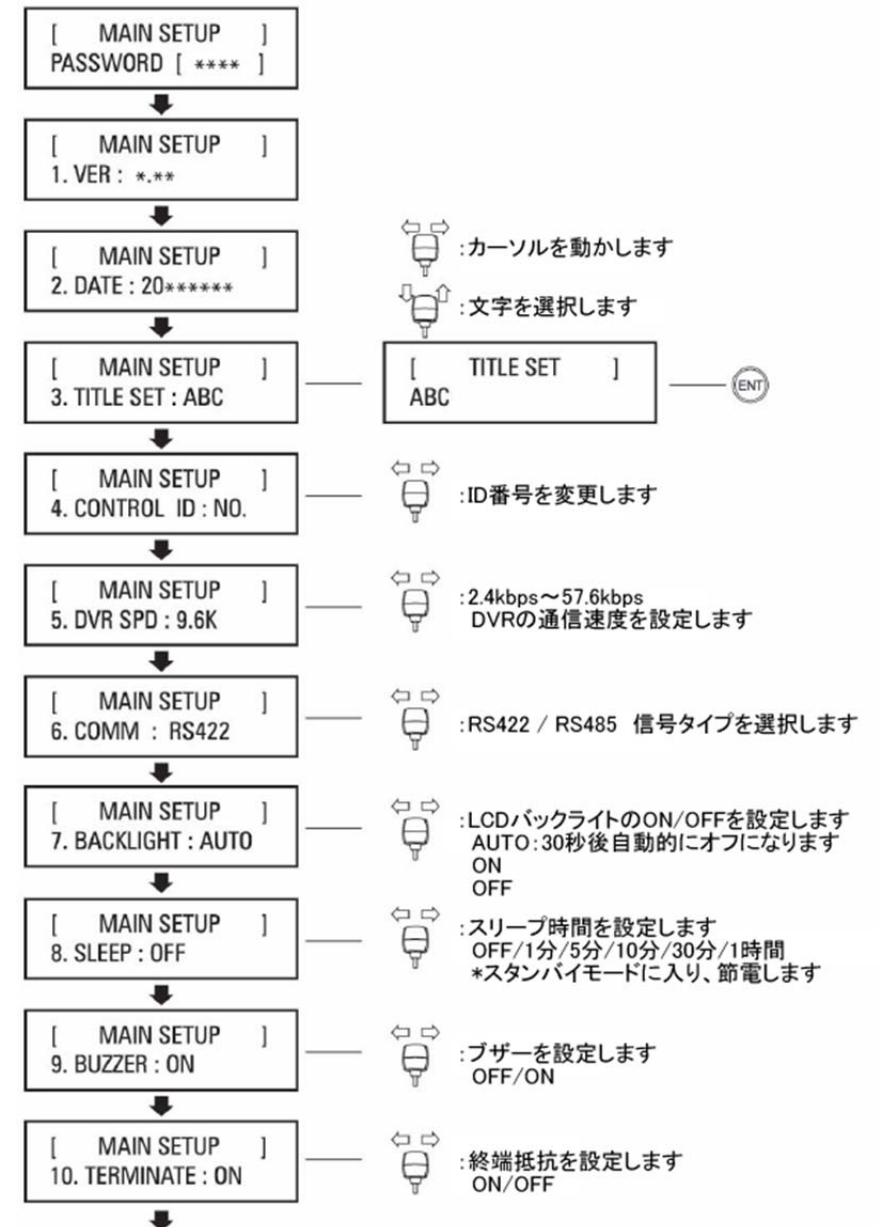 [ MAIN SETUP ]
PASSWORD [ **** ]
[ MAIN SETUP ]
1. VER : *.**
[ MAIN SETUP ]
2. DATE : 20******
:カーソルを動かします
:文字を選択します
[ MAIN SETUP ]
3. TITLE SET : ABC
[ TITLE SET ]
ABC
ENT
[ MAIN SETUP ]
4. CONTROL ID : NO.
:ID番号を変更します
[ MAIN SETUP ]
5. DVR SPD : 9.6K
:2.4kbps～57.6kbps
DVRの通信速度を設定します
[ MAIN SETUP ]
6. COMM : RS422
:RS422 / RS485 信号タイプを選択します
[ MAIN SETUP ]
7. BACKLIGHT : AUTO
:LCDバックライトのON/OFFを設定します
AUTO:30秒後自動的にオフになります
ON
OFF
[ MAIN SETUP ]
8. SLEEP : OFF
:スリープ時間を設定します
OFF/1分/5分/10分/30分/1時間
*スタンバイモードに入り、節電します
[ MAIN SETUP ]
9. BUZZER : ON
:ブザーを設定します
OFF/ON
[ MAIN SETUP ]
10. TERMINATE : ON
:終端抵抗を設定します
ON/OFF